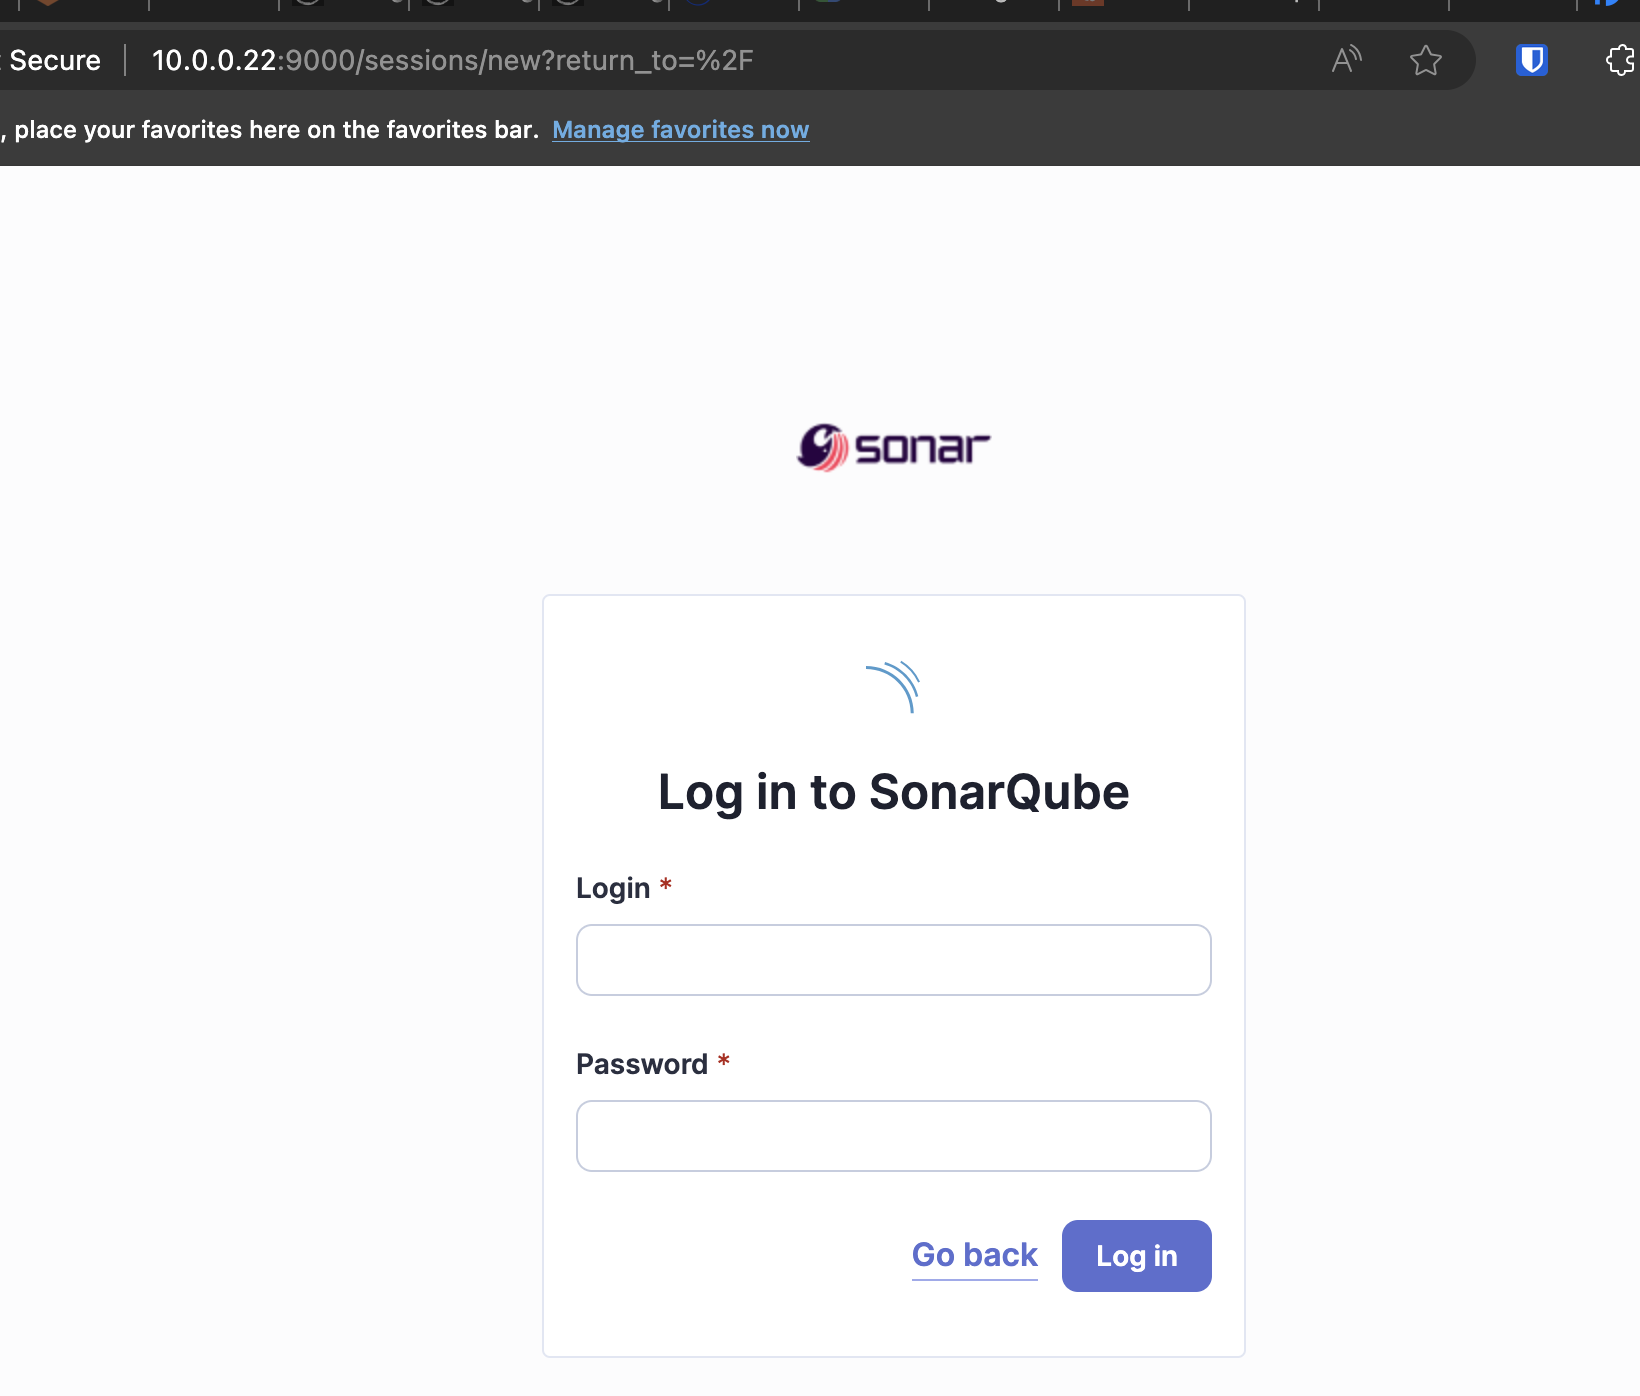 Secure 10.0.0.22:9000/sessions/new?return_to=%2F
, place your favorites here on the favorites bar. Manage favorites now
sonar
Log in to SonarQube
Login *
Password *
Go back Log in